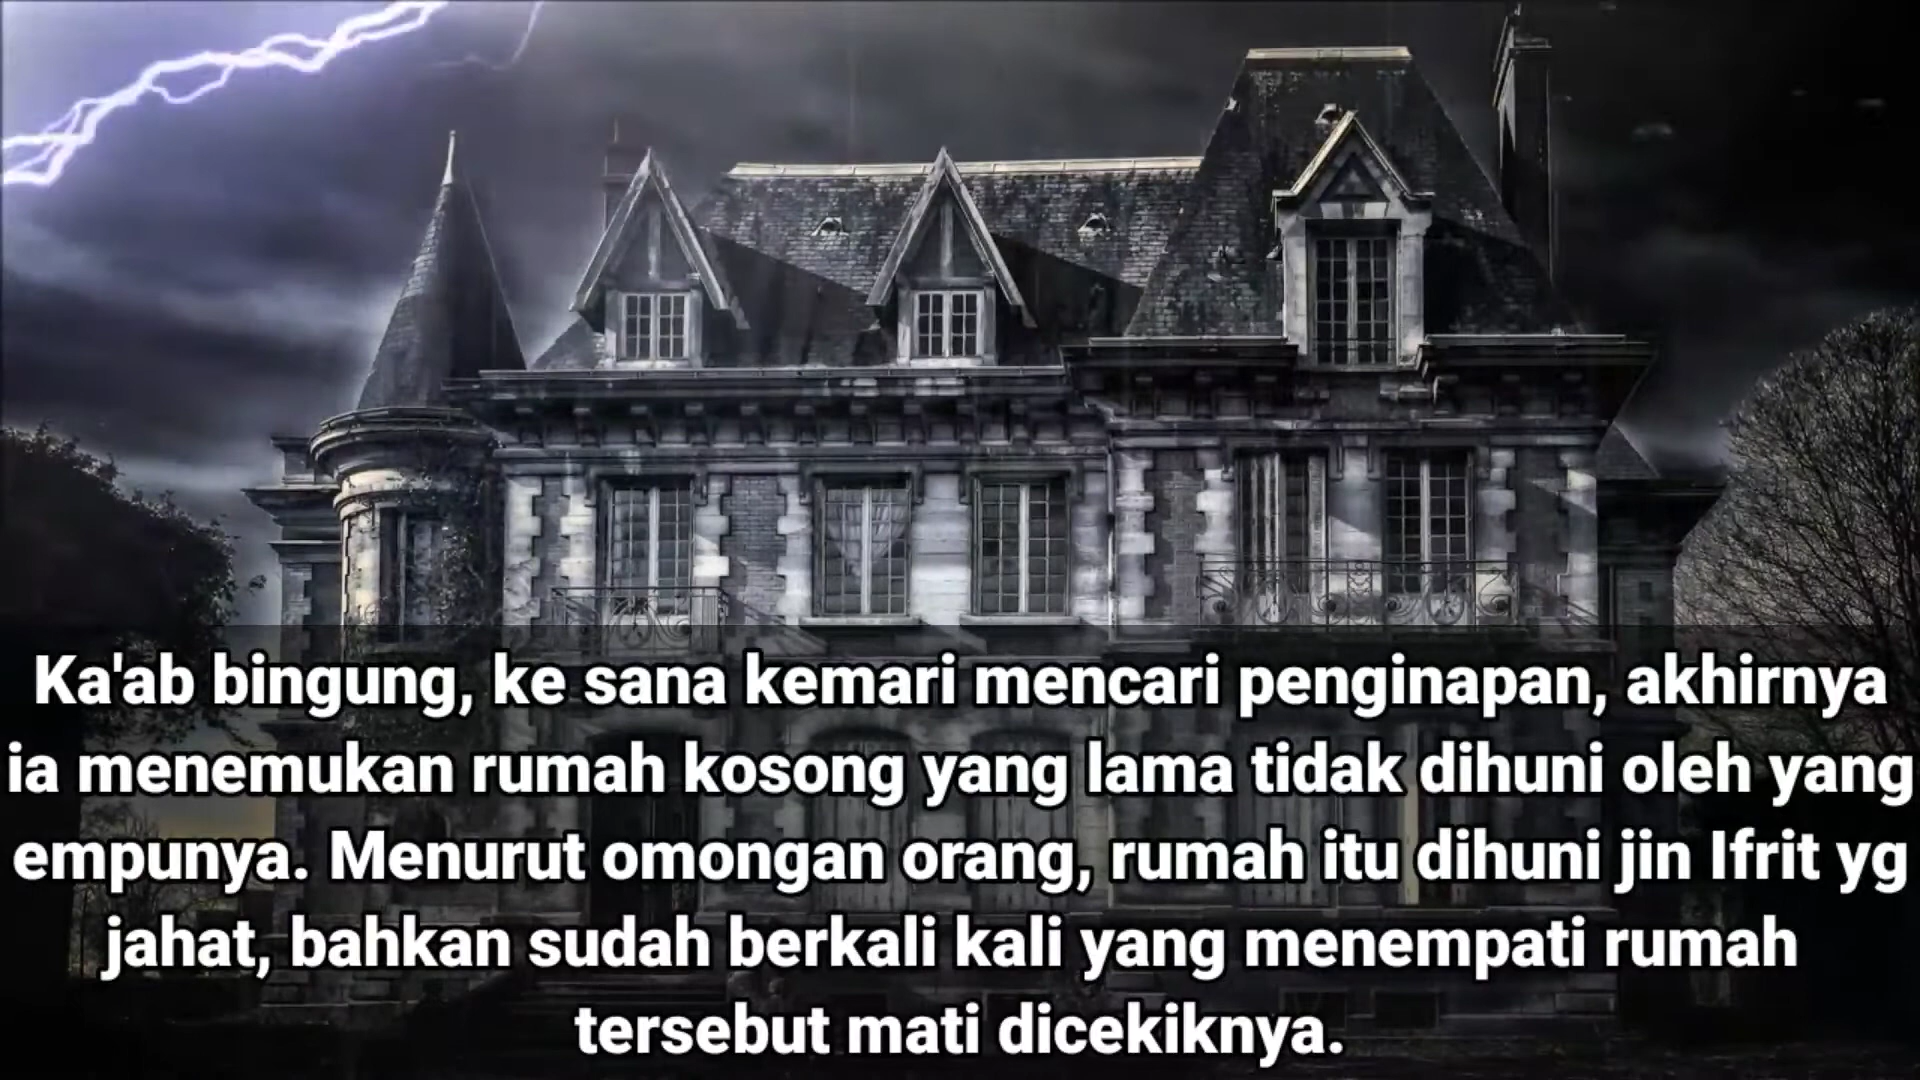 Ka'ab bingung, ke sana kemari mencari penginapan, akhirnya
ia menemukan rumah kosong yang lama tidak dihuni oleh yang
empunya. Menurut omongan orang, rumah itu dihuni jin Ifrit yg
jahat, bahkan sudah berkali kali yang menempati rumah
tersebut mati dicekiknya.